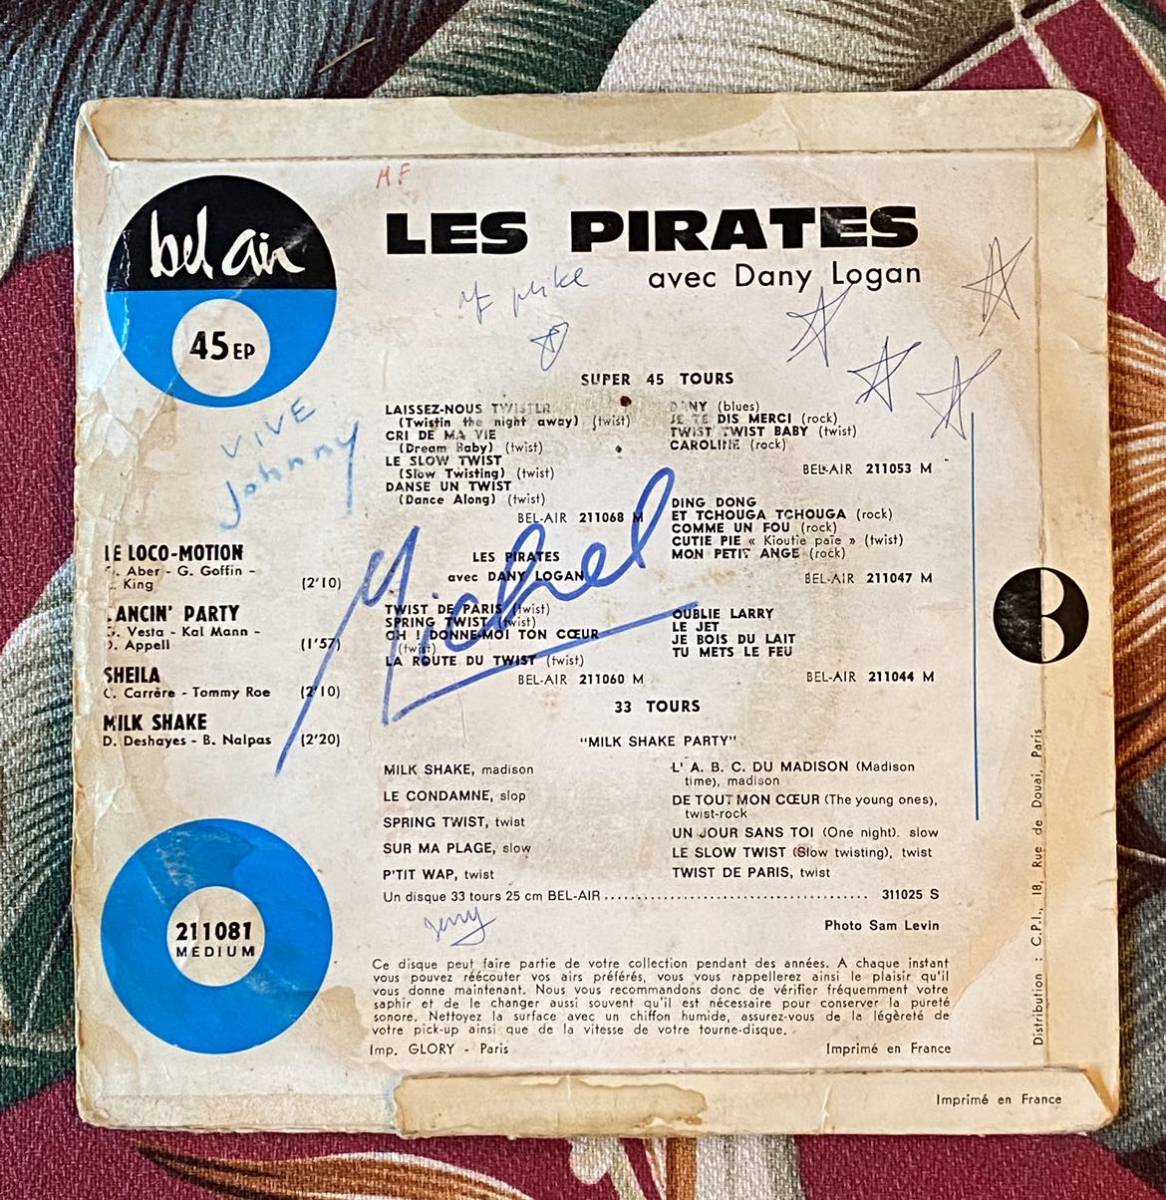 MF
bel air
45 EP
LES PIRATES
avec Dany Logan
VIVE
Johnny
LE LOCO-MOTION
Aber - G. Goffin -
King (2'10)
ANCIN' PARTY
G. Vesta - Kal Mann -
D. Appell (1'57)
SHEILA
C. Carrère - Tommy Roe (2'10)
MILK SHAKE
D. Deshayes - B. Nalpas (2'20)
211081
MEDIUM
SUPER 45 TOURS
LAISSEZ-NOUS TWISTER
(Twistin the night away) (twist)
CRI DE MA VIE
(Dream Baby) (twist)
LE SLOW TWIST
(Slow Twisting) (twist)
DANSE UN TWIST
(Dance Along) (twist)
BEL-AIR 211068 M
Michel
LES PIRATES
avec DANY LOGAN
TWIST DE PARIS (twist)
SPRING TWIST (twist)
OH ! DONNE-MOI TON CŒUR
(twist)
LA ROUTE DU TWIST (twist)
BEL-AIR 211060 M
DANY (blues)
JE TE DIS MERCI (rock)
TWIST TWIST BABY (twist)
CAROLINE (rock)
BEL-AIR 211053 M
DING DONG
ET TCHOUGA TCHOUGA (rock)
COMME UN FOU (rock)
CUTIE PIE « Kioutie païe » (twist)
MON PETIT ANGE (rock)
BEL-AIR 211047 M
OUBLIE LARRY
LE JET
JE BOIS DU LAIT
TU METS LE FEU
BEL-AIR 211044 M
33 TOURS
"MILK SHAKE PARTY"
MILK SHAKE, madison
LE CONDAMNE, slop
SPRING TWIST, twist
SUR MA PLAGE, slow
P'TIT WAP, twist
L' A. B. C. DU MADISON (Madison
time), madison
DE TOUT MON CŒUR (The young ones),
twist-rock
UN JOUR SANS TOI (One night). slow
LE SLOW TWIST (Slow twisting), twist
TWIST DE PARIS, twist
Un disque 33 tours 25 cm BEL-AIR ........................................ 311025 S
Photo Sam Levin
Ce disque peut faire partie de votre collection pendant des années. A chaque instant
vous pouvez réécouter vos airs préférés, vous vous rappellerez ainsi le plaisir qu'il
vous donne maintenant. Nous vous recommandons donc de vérifier fréquemment votre
saphir et de le changer aussi souvent qu'il est nécessaire pour conserver la pureté
sonore. Nettoyez la surface avec un chiffon humide, assurez-vous de la légèreté de
votre pick-up ainsi que de la vitesse de votre tourne-disque.
Imp. GLORY - Paris Imprimé en France
Distribution : C.P.I., 18, Rue de Douai, Paris
Imprimé en France